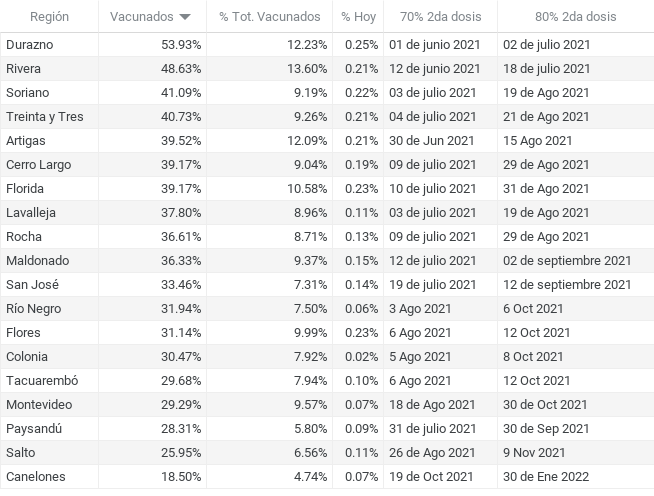 Región Vacunados % Tot. Vacunados % Hoy 70% 2da dosis 80% 2da dosis
Durazno 53.93% 12.23% 0.25% 01 de junio 2021 02 de julio 2021
Rivera 48.63% 13.60% 0.21% 12 de junio 2021 18 de julio 2021
Soriano 41.09% 9.19% 0.22% 03 de julio 2021 19 de Ago 2021
Treinta y Tres 40.73% 9.26% 0.21% 04 de julio 2021 21 de Ago 2021
Artigas 39.52% 12.09% 0.21% 30 de Jun 2021 15 Ago 2021
Cerro Largo 39.17% 9.04% 0.19% 09 de julio 2021 29 de Ago 2021
Florida 39.17% 10.58% 0.23% 10 de julio 2021 31 de Ago 2021
Lavalleja 37.80% 8.96% 0.11% 03 de julio 2021 19 de Ago 2021
Rocha 36.61% 8.71% 0.13% 09 de julio 2021 29 de Ago 2021
Maldonado 36.33% 9.37% 0.15% 12 de julio 2021 02 de septiembre 2021
San José 33.46% 7.31% 0.14% 19 de julio 2021 12 de septiembre 2021
Río Negro 31.94% 7.50% 0.06% 3 Ago 2021 6 Oct 2021
Flores 31.14% 9.99% 0.23% 6 Ago 2021 12 Oct 2021
Colonia 30.47% 7.92% 0.02% 5 Ago 2021 8 Oct 2021
Tacuarembó 29.68% 7.94% 0.10% 6 Ago 2021 12 Oct 2021
Montevideo 29.29% 9.57% 0.07% 18 de Ago 2021 30 de Oct 2021
Paysandú 28.31% 5.80% 0.09% 31 de julio 2021 30 de Sep 2021
Salto 25.95% 6.56% 0.11% 26 de Ago 2021 9 Nov 2021
Canelones 18.50% 4.74% 0.07% 19 de Oct 2021 30 de Ene 2022